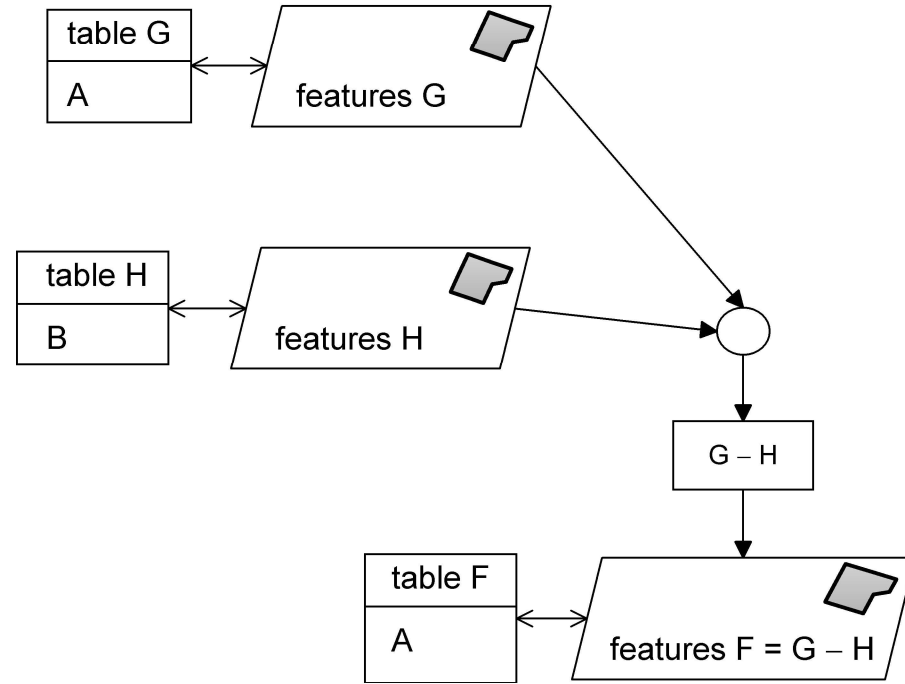 table G
A
features G
table H
B
features H
G – H
table F
A
features F = G – H